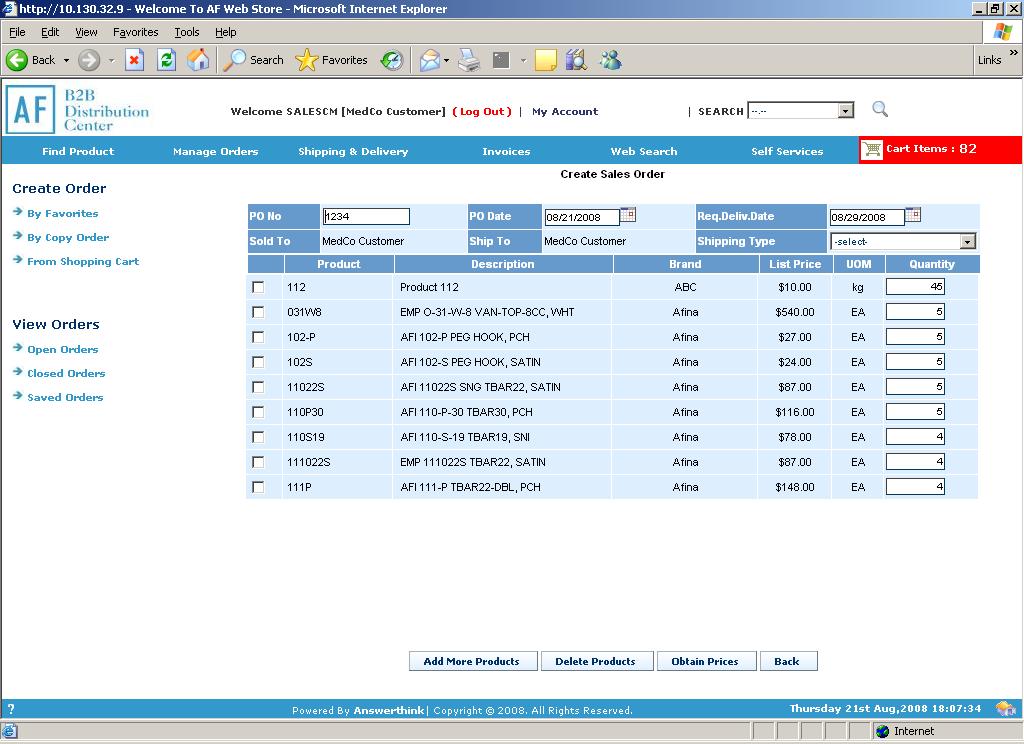 http://10.130.32.9 - Welcome To AF Web Store - Microsoft Internet Explorer
File Edit View Favorites Tools Help
Back Search Favorites Links »
AF B2B Distribution Center
Welcome SALESCM [MedCo Customer] ( Log Out ) | My Account | SEARCH --.--
Find Product Manage Orders Shipping & Delivery Invoices Web Search Self Services Cart Items : 82
Create Sales Order
Create Order
By Favorites
By Copy Order
From Shopping Cart
View Orders
Open Orders
Closed Orders
Saved Orders
PO No 1234 PO Date 08/21/2008 Req.Deliv.Date 08/29/2008
Sold To MedCo Customer Ship To MedCo Customer Shipping Type -select-
Product Description Brand List Price UOM Quantity
112 Product 112 ABC $10.00 kg 45
031W8 EMP O-31-W-8 VAN-TOP-8CC, WHT Afina $540.00 EA 5
102-P AFI 102-P PEG HOOK, PCH Afina $27.00 EA 5
102S AFI 102-S PEG HOOK, SATIN Afina $24.00 EA 5
11022S AFI 11022S SNG TBAR22, SATIN Afina $87.00 EA 5
110P30 AFI 110-P-30 TBAR30, PCH Afina $116.00 EA 5
110S19 AFI 110-S-19 TBAR19, SNI Afina $78.00 EA 4
111022S EMP 111022S TBAR22, SATIN Afina $87.00 EA 4
111P AFI 111-P TBAR22-DBL, PCH Afina $148.00 EA 4
Add More Products Delete Products Obtain Prices Back
? Powered By Answerthink | Copyright © 2008. All Rights Reserved. Thursday 21st Aug,2008 18:07:34
Internet